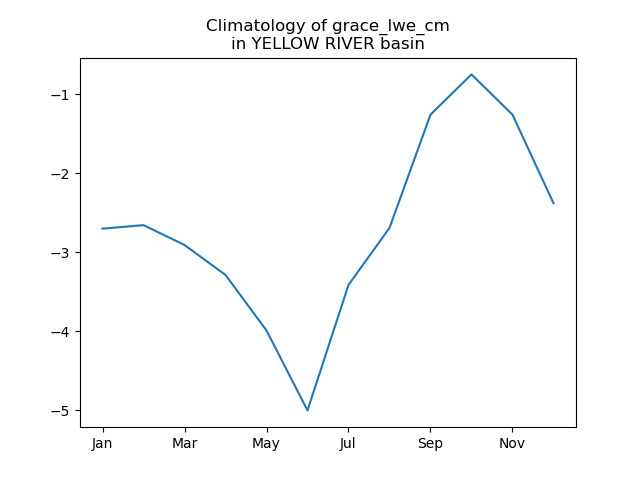 Climatology of grace_lwe_cm
in YELLOW RIVER basin
−1
−2
−3
−4
−5
Jan Mar May Jul Sep Nov